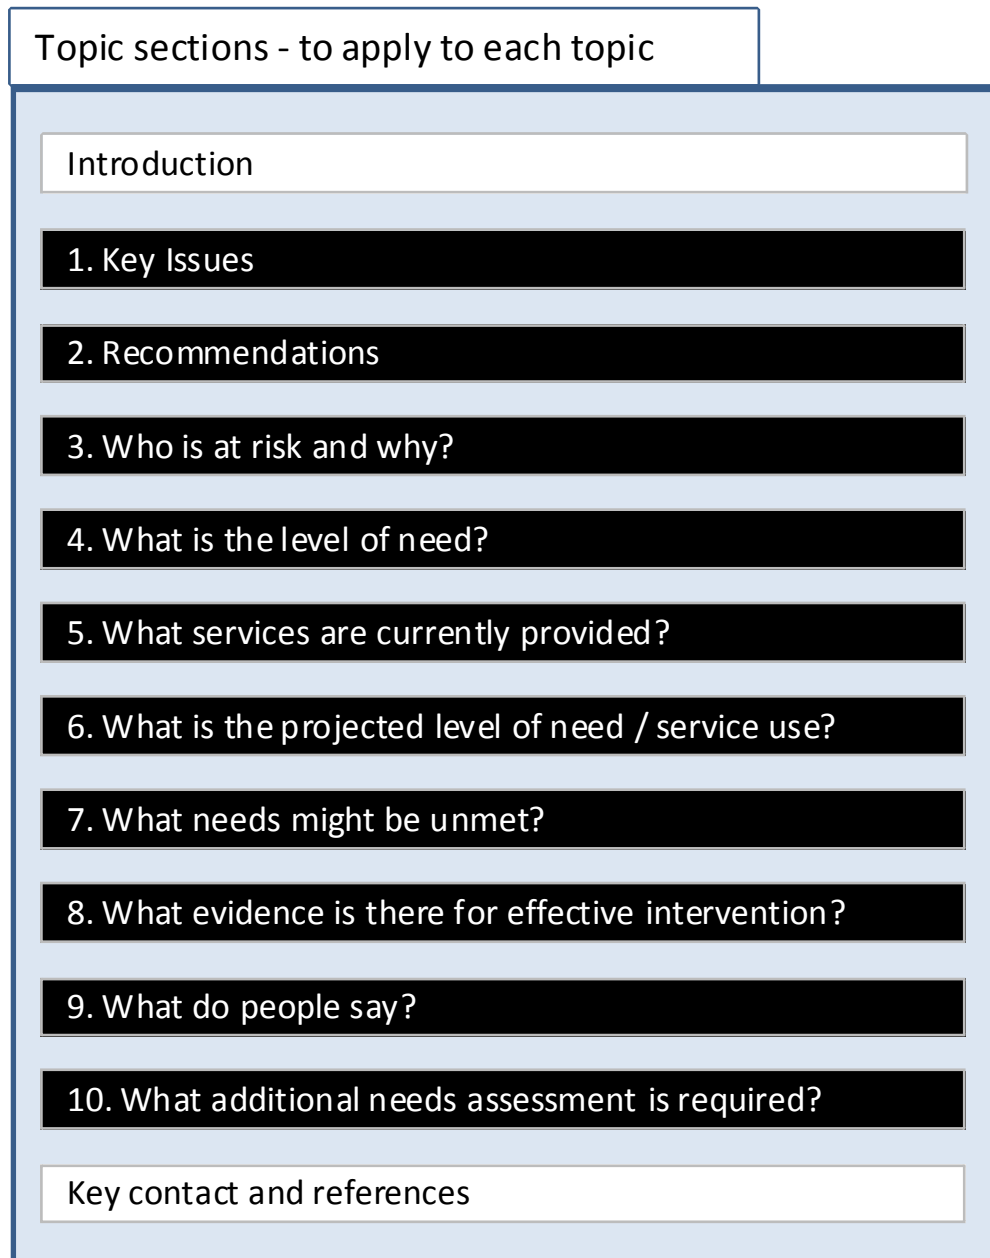 Topic sections - to apply to each topic
Introduction
1. Key Issues
2. Recommendations
3. Who is at risk and why?
4. What is the level of need?
5. What services are currently provided?
6. What is the projected level of need / service use?
7. What needs might be unmet?
8. What evidence is there for effective intervention?
9. What do people say?
10. What additional needs assessment is required?
Key contact and references